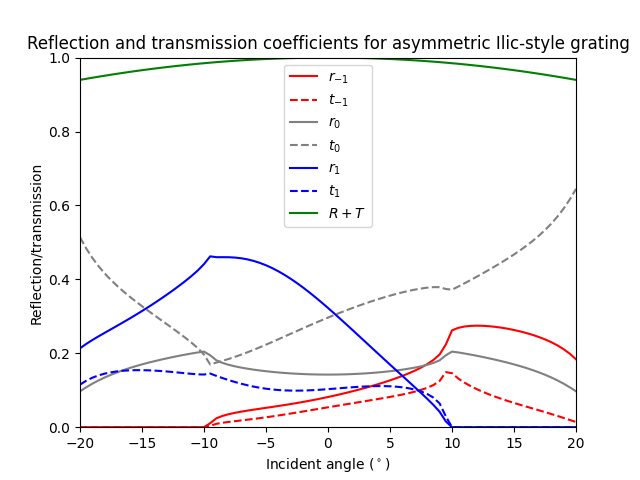 Reflection and transmission coefficients for asymmetric Ilic-style grating
1.0
0.8
0.6
0.4
0.2
0.0
Reflection/transmission
r₋₁
t₋₁
r₀
t₀
r₁
t₁
R + T
−20 −15 −10 −5 0 5 10 15 20
Incident angle (°)